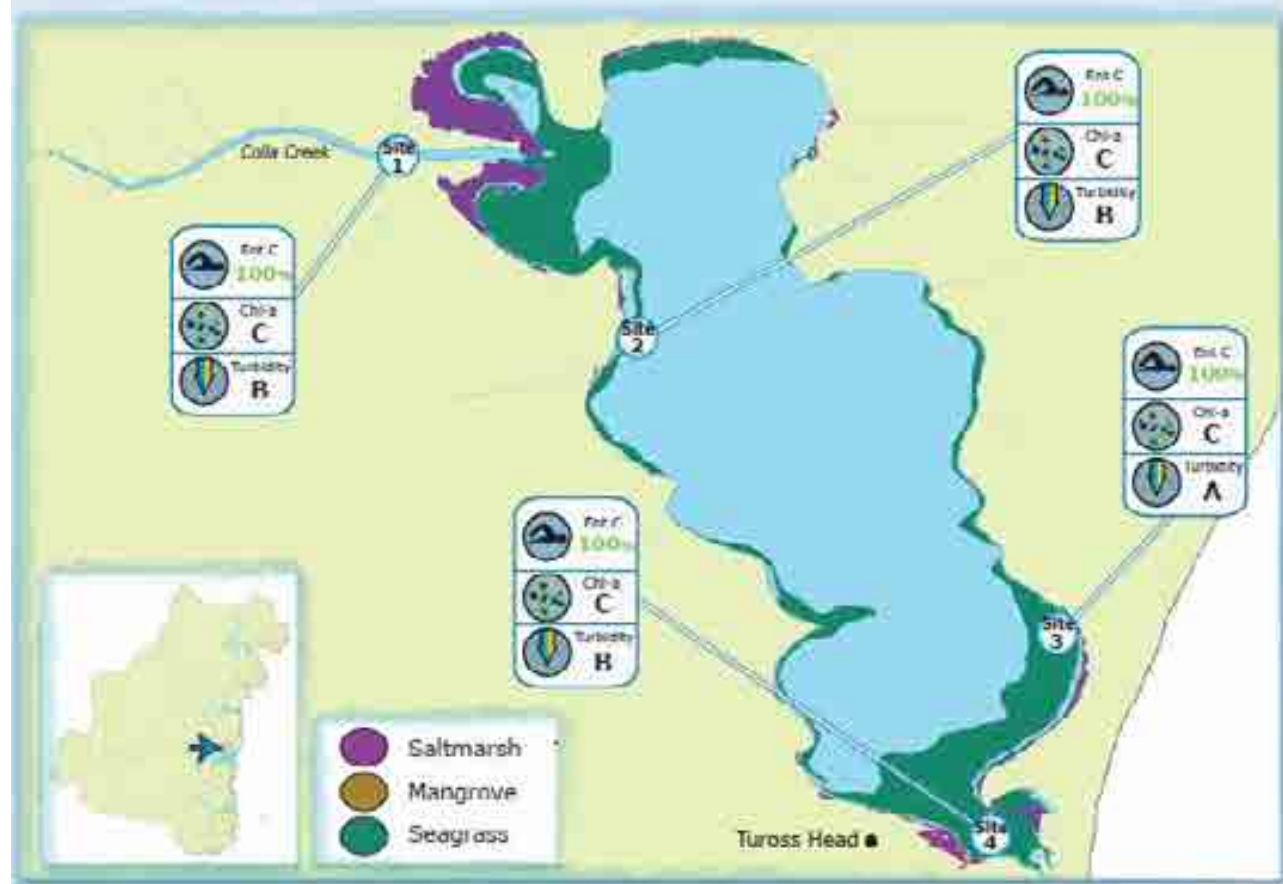 Colla Creek
Site
1
Ent C
100%
Chl-a
C
Turbidity
B
Site
2
Ent C
100%
Chl-a
C
Turbidity
B
Ent C
100%
Chl-a
C
Turbidity
A
Site
3
Ent C
100%
Chl-a
C
Turbidity
B
Site
4
Tuross Head
Saltmarsh
Mangrove
Seagrass